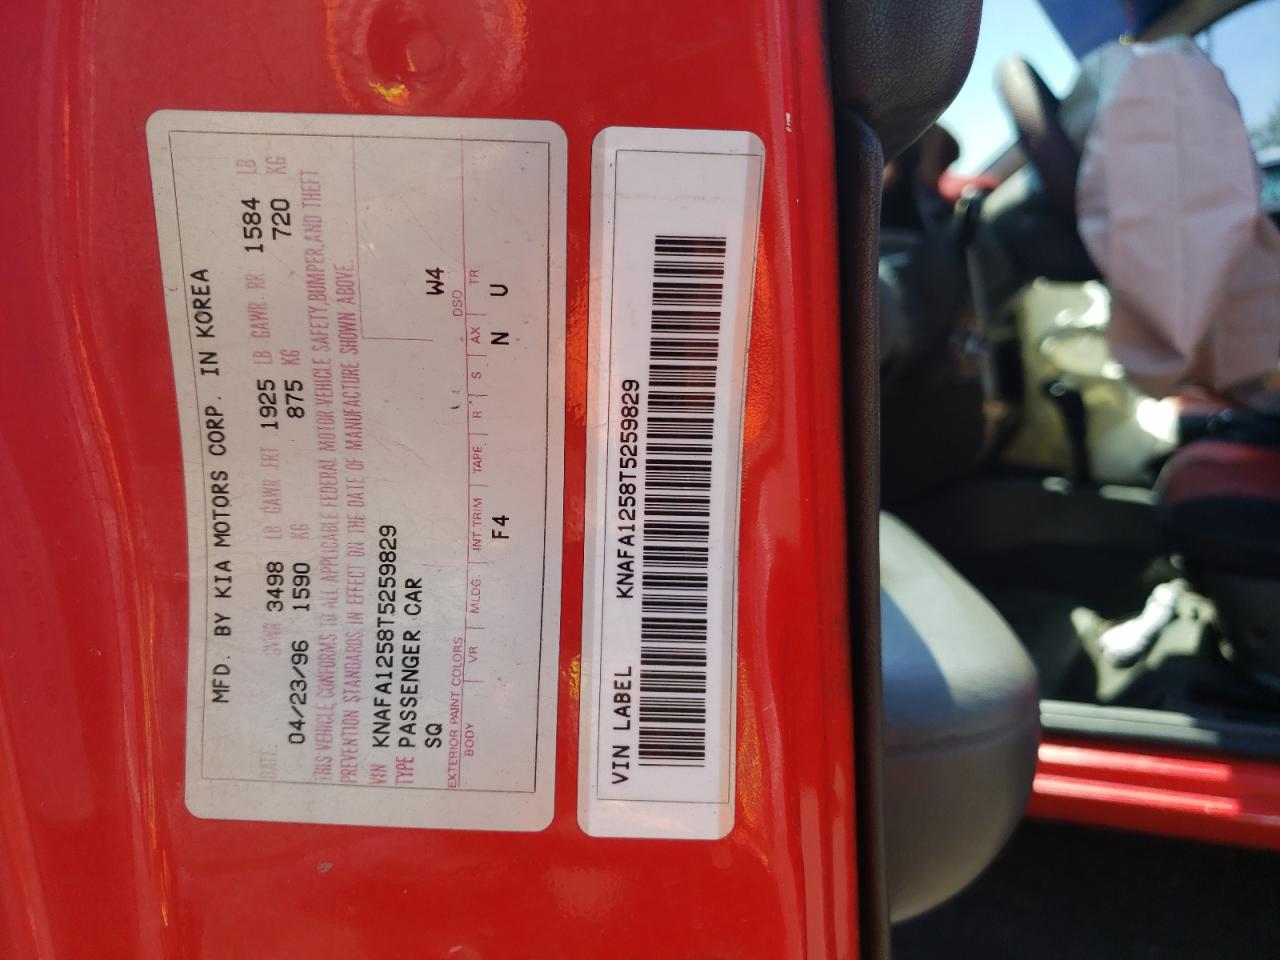 MFD. BY KIA MOTORS CORP. IN KOREA
DATE: GVWR 3498 LB GAWR FRT 1925 LB GAWR. RR 1584 LB
04/23/96 1590 KG 875 KG 720 KG
THIS VEHICLE CONFORMS TO ALL APPLICABLE FEDERAL MOTOR VEHICLE SAFETY, BUMPER, AND THEFT
PREVENTION STANDARDS IN EFFECT ON THE DATE OF MANUFACTURE SHOWN ABOVE.
VIN KNAFA1258T5259829
TYPE PASSENGER CAR
SQ W4
EXTERIOR PAINT COLORS DSO
BODY VR MLDG. INT.TRIM TAPE. R S AX TR
F4 N U
VIN LABEL KNAFA1258T5259829